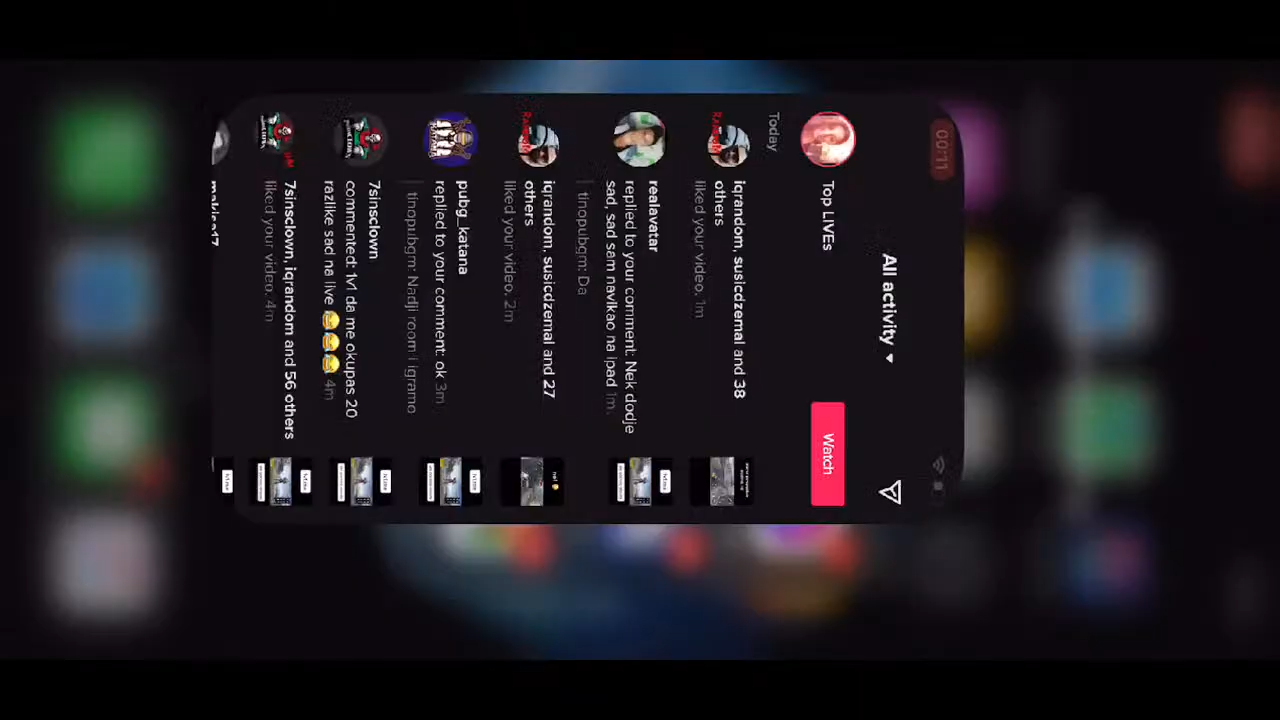 00:11
All activity
Top LIVEs
Watch
Today
iqrandom, susicdzemal and 38
others
liked your video. 1m
realavatar
replied to your comment: Nek dodje
sad, sad sam navikao na ipad 1m
tinopubgm: Da
iqrandom, susicdzemal and 27
others
liked your video. 2m
pubg_katana
replied to your comment: ok 3m
tinopubgm: Nadji room i igramo
7sinsclown
commented: 1v1 da me okupas 20
razlike sad na live 😂😂😂 4m
7sinsclown, iqrandom and 56 others
liked your video. 4m